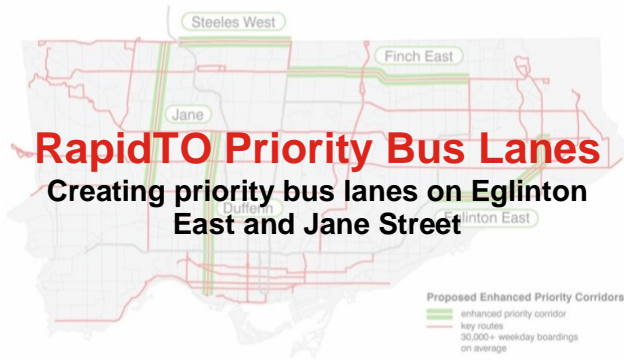 Steeles West
Finch East
Jane
RapidTO Priority Bus Lanes
Creating priority bus lanes on Eglinton
East and Jane Street
Dufferin
Eglinton East
Proposed Enhanced Priority Corridors
enhanced priority corridor
key routes
30,000+ weekday boardings
on average